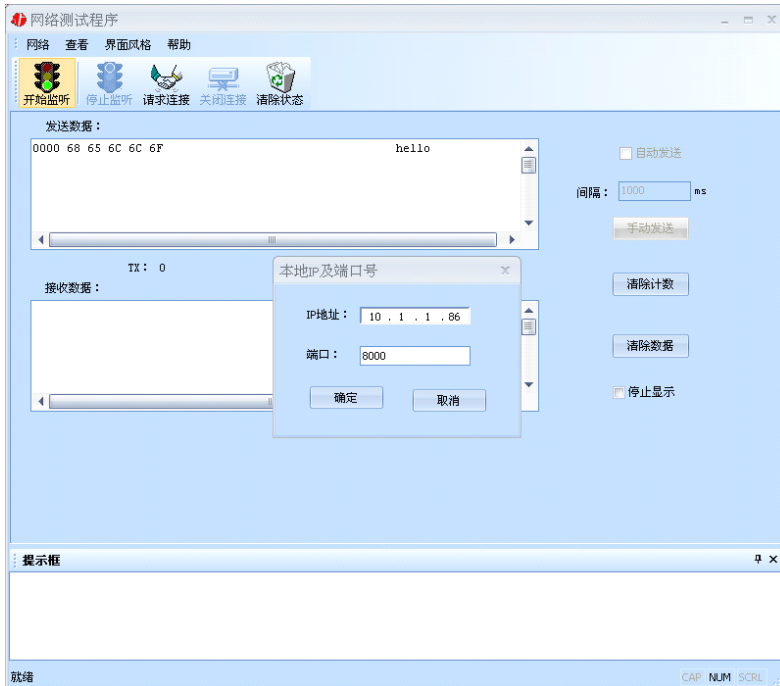 网络测试程序
网络 查看 界面风格 帮助
开始监听 停止监听 请求连接 关闭连接 清除状态
发送数据：
0000 68 65 6C 6C 6F hello
自动发送
间隔： 1000 ms
手动发送
TX： 0
接收数据：
清除计数
清除数据
停止显示
本地IP及端口号
IP地址： 10 . 1 . 1 . 86
端口： 8000
确定 取消
提示框
就绪
CAP NUM SCRL